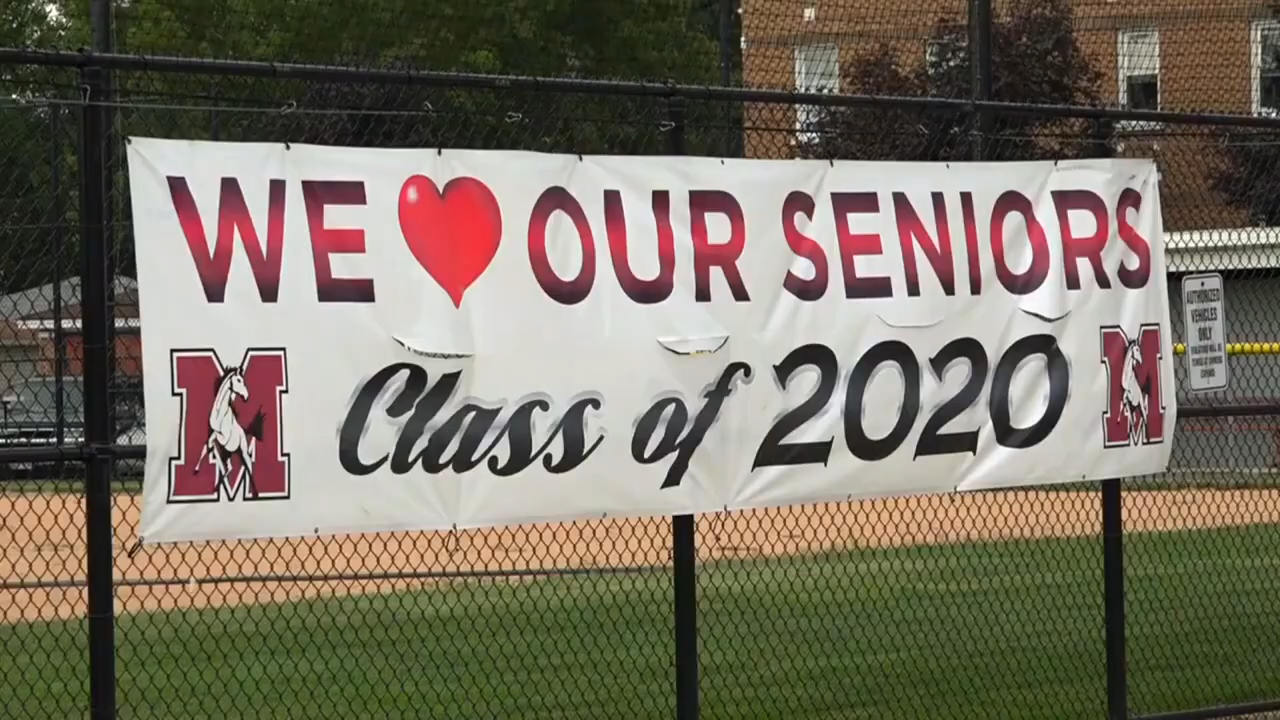 WE ❤ OUR SENIORS
Class of 2020
M
M
AUTHORIZED
VEHICLES
ONLY